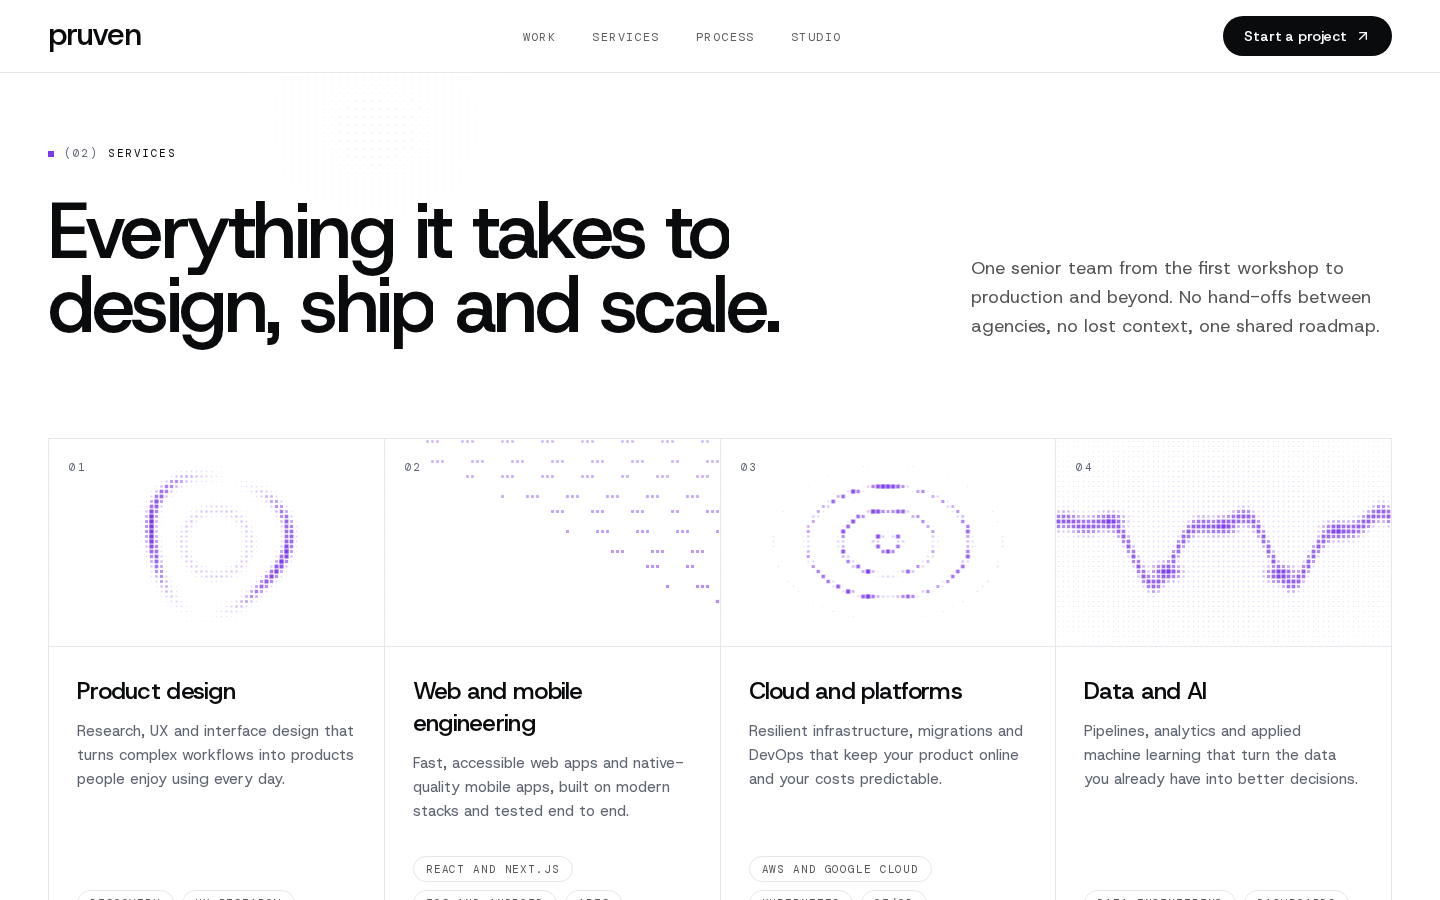 pruven
WORK
SERVICES
PROCESS
STUDIO
Start a project
(02) SERVICES
Everything it takes to
design, ship and scale.
One senior team from the first workshop to
production and beyond. No hand-offs between
agencies, no lost context, one shared roadmap.
01
Product design
Research, UX and interface design that
turns complex workflows into products
people enjoy using every day.
02
Web and mobile
engineering
Fast, accessible web apps and native-
quality mobile apps, built on modern
stacks and tested end to end.
REACT AND NEXT.JS
03
Cloud and platforms
Resilient infrastructure, migrations and
DevOps that keep your product online
and your costs predictable.
AWS AND GOOGLE CLOUD
04
Data and AI
Pipelines, analytics and applied
machine learning that turn the data
you already have into better decisions.